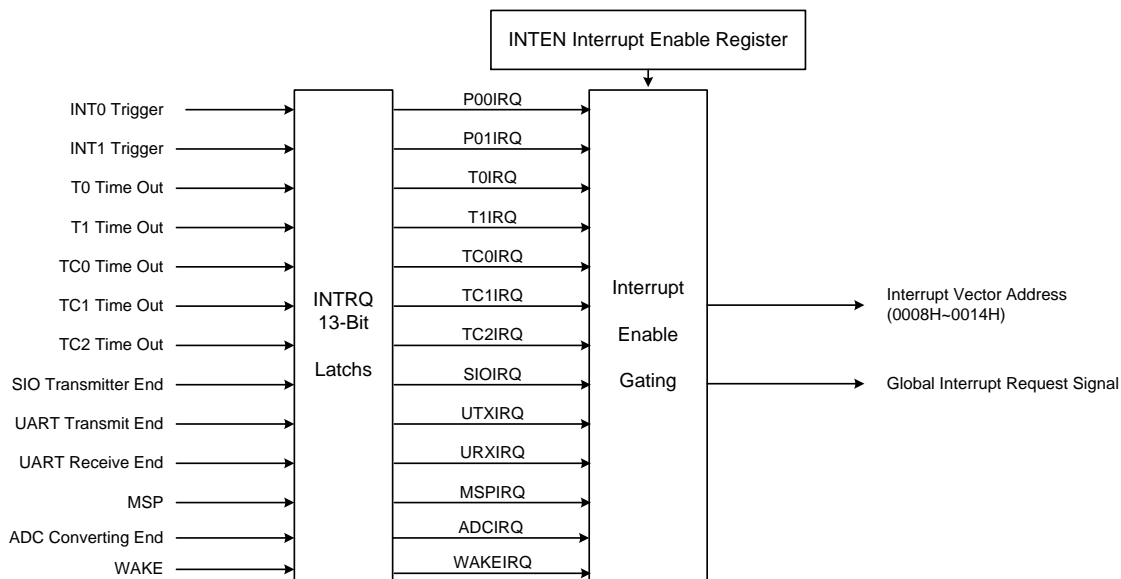 INTEN Interrupt Enable Register
INT0 Trigger
INT1 Trigger
T0 Time Out
T1 Time Out
TC0 Time Out
TC1 Time Out
TC2 Time Out
SIO Transmitter End
UART Transmit End
UART Receive End
MSP
ADC Converting End
WAKE
INTRQ
13-Bit
Latchs
P00IRQ
P01IRQ
T0IRQ
T1IRQ
TC0IRQ
TC1IRQ
TC2IRQ
SIOIRQ
UTXIRQ
URXIRQ
MSPIRQ
ADCIRQ
WAKEIRQ
Interrupt
Enable
Gating
Interrupt Vector Address
(0008H~0014H)
Global Interrupt Request Signal